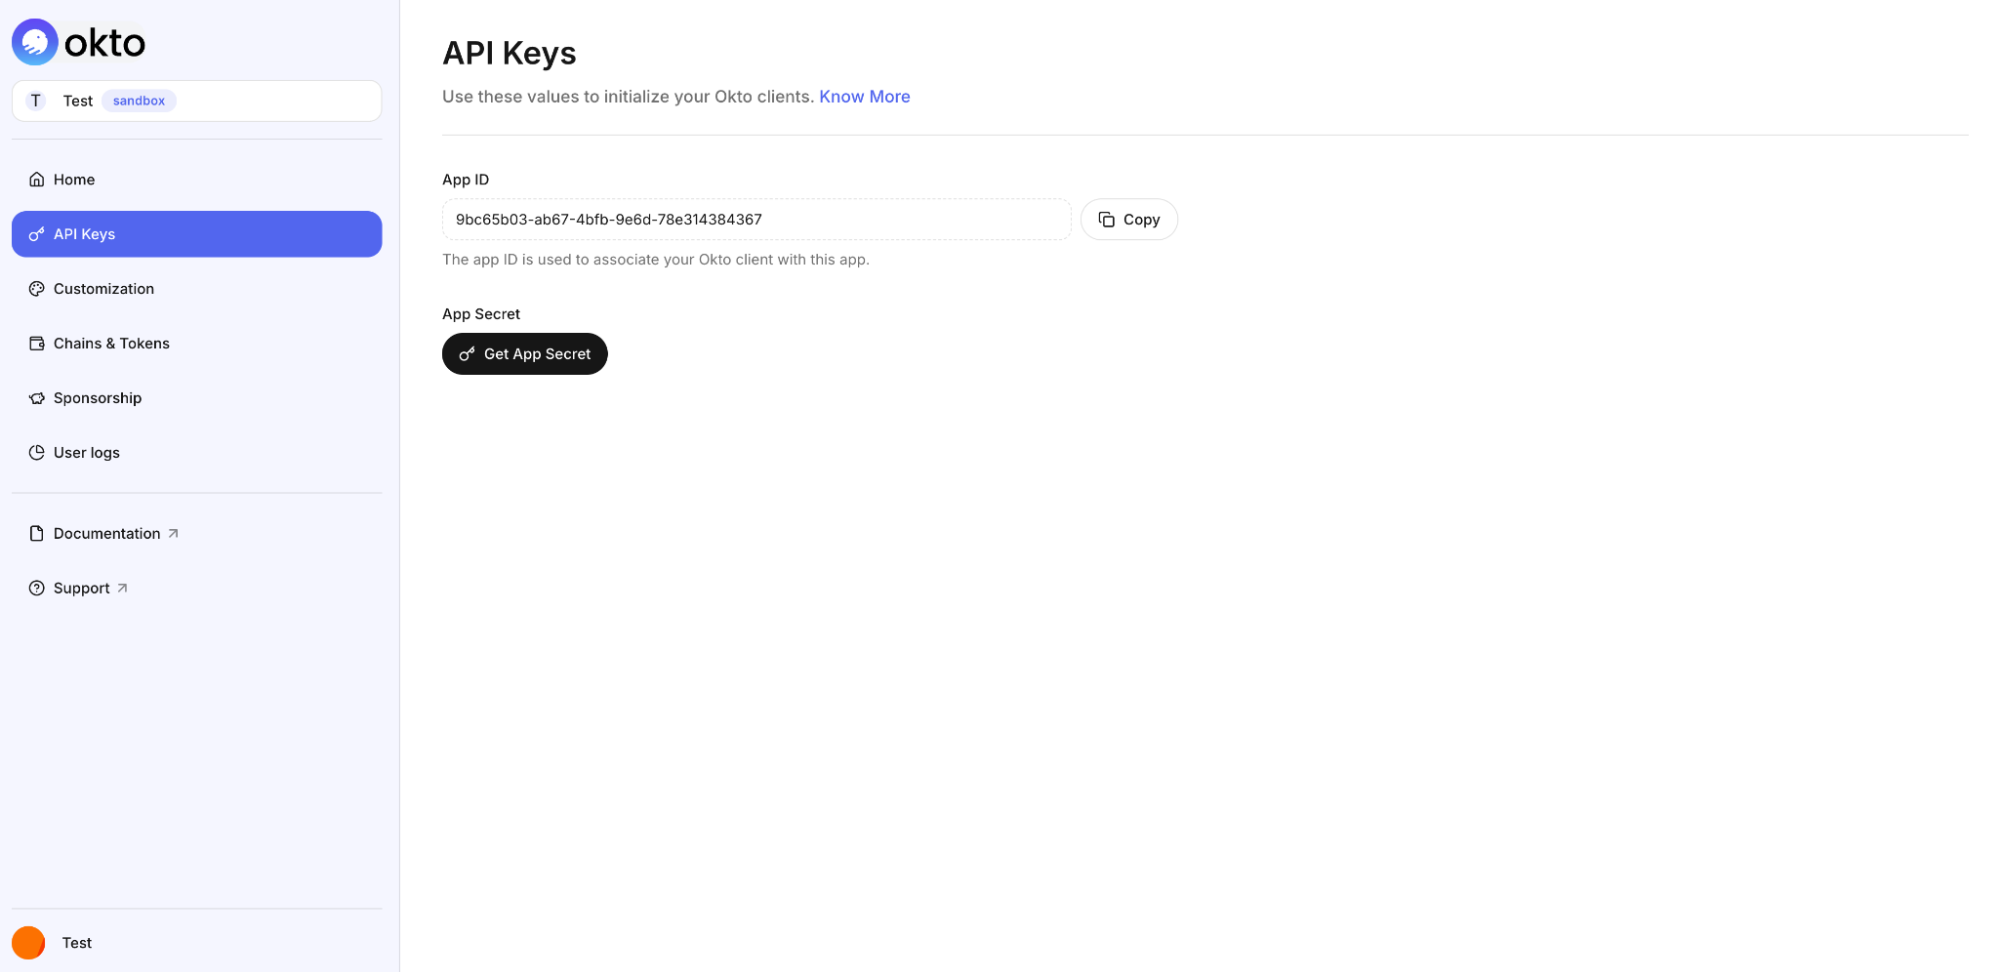 okto
T Test sandbox
Home
API Keys
Customization
Chains & Tokens
Sponsorship
User logs
Documentation
Support
Test
API Keys
Use these values to initialize your Okto clients. Know More
App ID
9bc65b03-ab67-4bfb-9e6d-78e314384367
Copy
The app ID is used to associate your Okto client with this app.
App Secret
Get App Secret